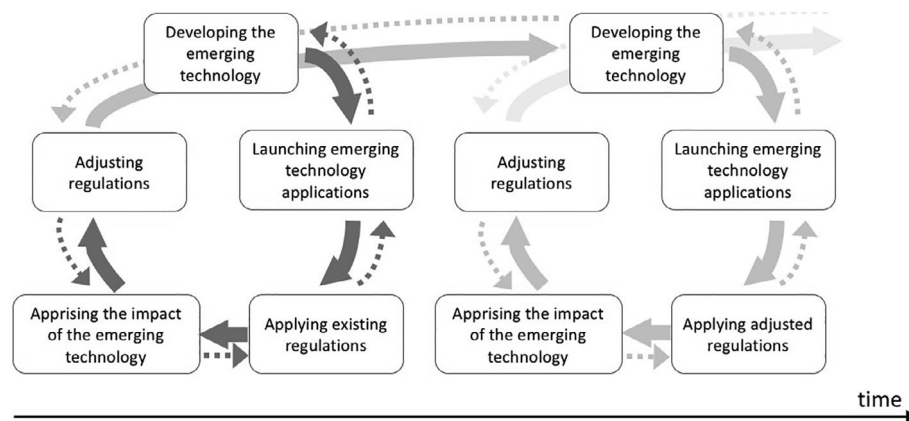 Developing the
emerging
technology
Developing the
emerging
technology
Adjusting
regulations
Launching emerging
technology
applications
Adjusting
regulations
Launching emerging
technology
applications
Apprising the impact
of the emerging
technology
Applying existing
regulations
Apprising the impact
of the emerging
technology
Applying adjusted
regulations
time